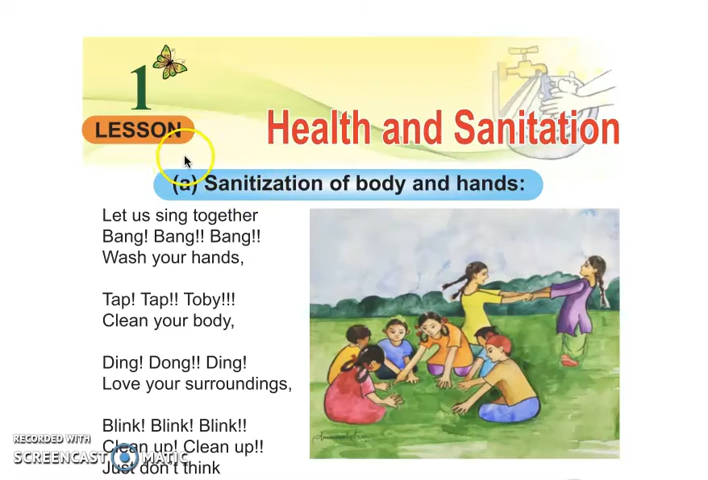 1
LESSON
Health and Sanitation
(a) Sanitization of body and hands:
Let us sing together
Bang! Bang!! Bang!!
Wash your hands,
Tap! Tap!! Toby!!!
Clean your body,
Ding! Dong!! Ding!
Love your surroundings,
Blink! Blink! Blink!!
Clean up! Clean up!!
Just don't think
RECORDED WITH
SCREENCAST MATIC